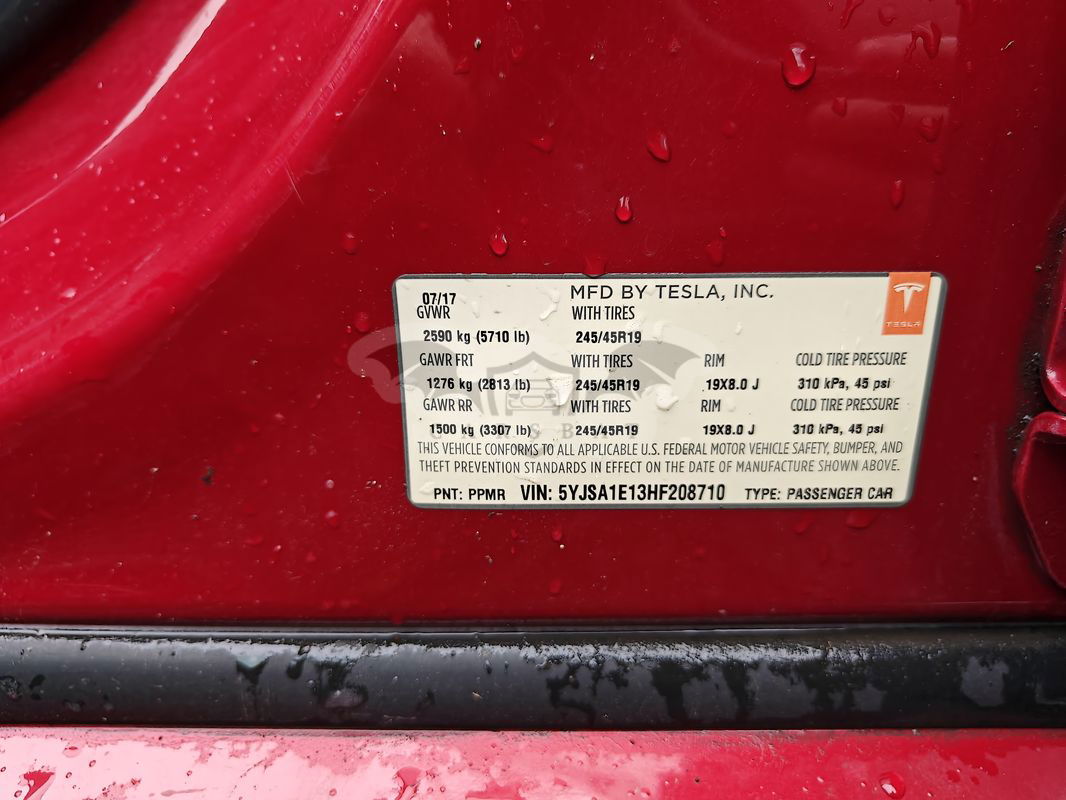 07/17 MFD BY TESLA, INC.
GVWR WITH TIRES
TESLA
2590 kg (5710 lb) 245/45R19
GAWR FRT WITH TIRES RIM COLD TIRE PRESSURE
1276 kg (2813 lb) 245/45R19 19X8.0 J 310 kPa, 45 psi
GAWR RR WITH TIRES RIM COLD TIRE PRESSURE
1500 kg (3307 lb) 245/45R19 19X8.0 J 310 kPa, 45 psi
THIS VEHICLE CONFORMS TO ALL APPLICABLE U.S. FEDERAL MOTOR VEHICLE SAFETY, BUMPER, AND
THEFT PREVENTION STANDARDS IN EFFECT ON THE DATE OF MANUFACTURE SHOWN ABOVE.
PNT: PPMR VIN: 5YJSA1E13HF208710 TYPE: PASSENGER CAR